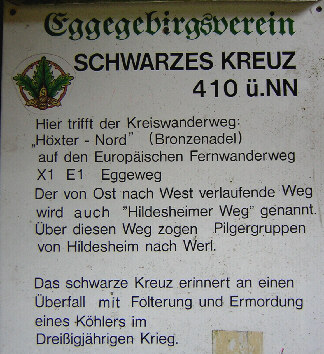 Eggegebirgsverein
SCHWARZES KREUZ
410 ü.NN
Hier trifft der Kreiswanderweg:
„Höxter - Nord" (Bronzenadel)
auf den Europäischen Fernwanderweg
X1 E1 Eggeweg
Der von Ost nach West verlaufende Weg
wird auch "Hildesheimer Weg" genannt.
Über diesen Weg zogen Pilgergruppen
von Hildesheim nach Werl.
Das schwarze Kreuz erinnert an einen
Überfall mit Folterung und Ermordung
eines Köhlers im
Dreißigjährigen Krieg.